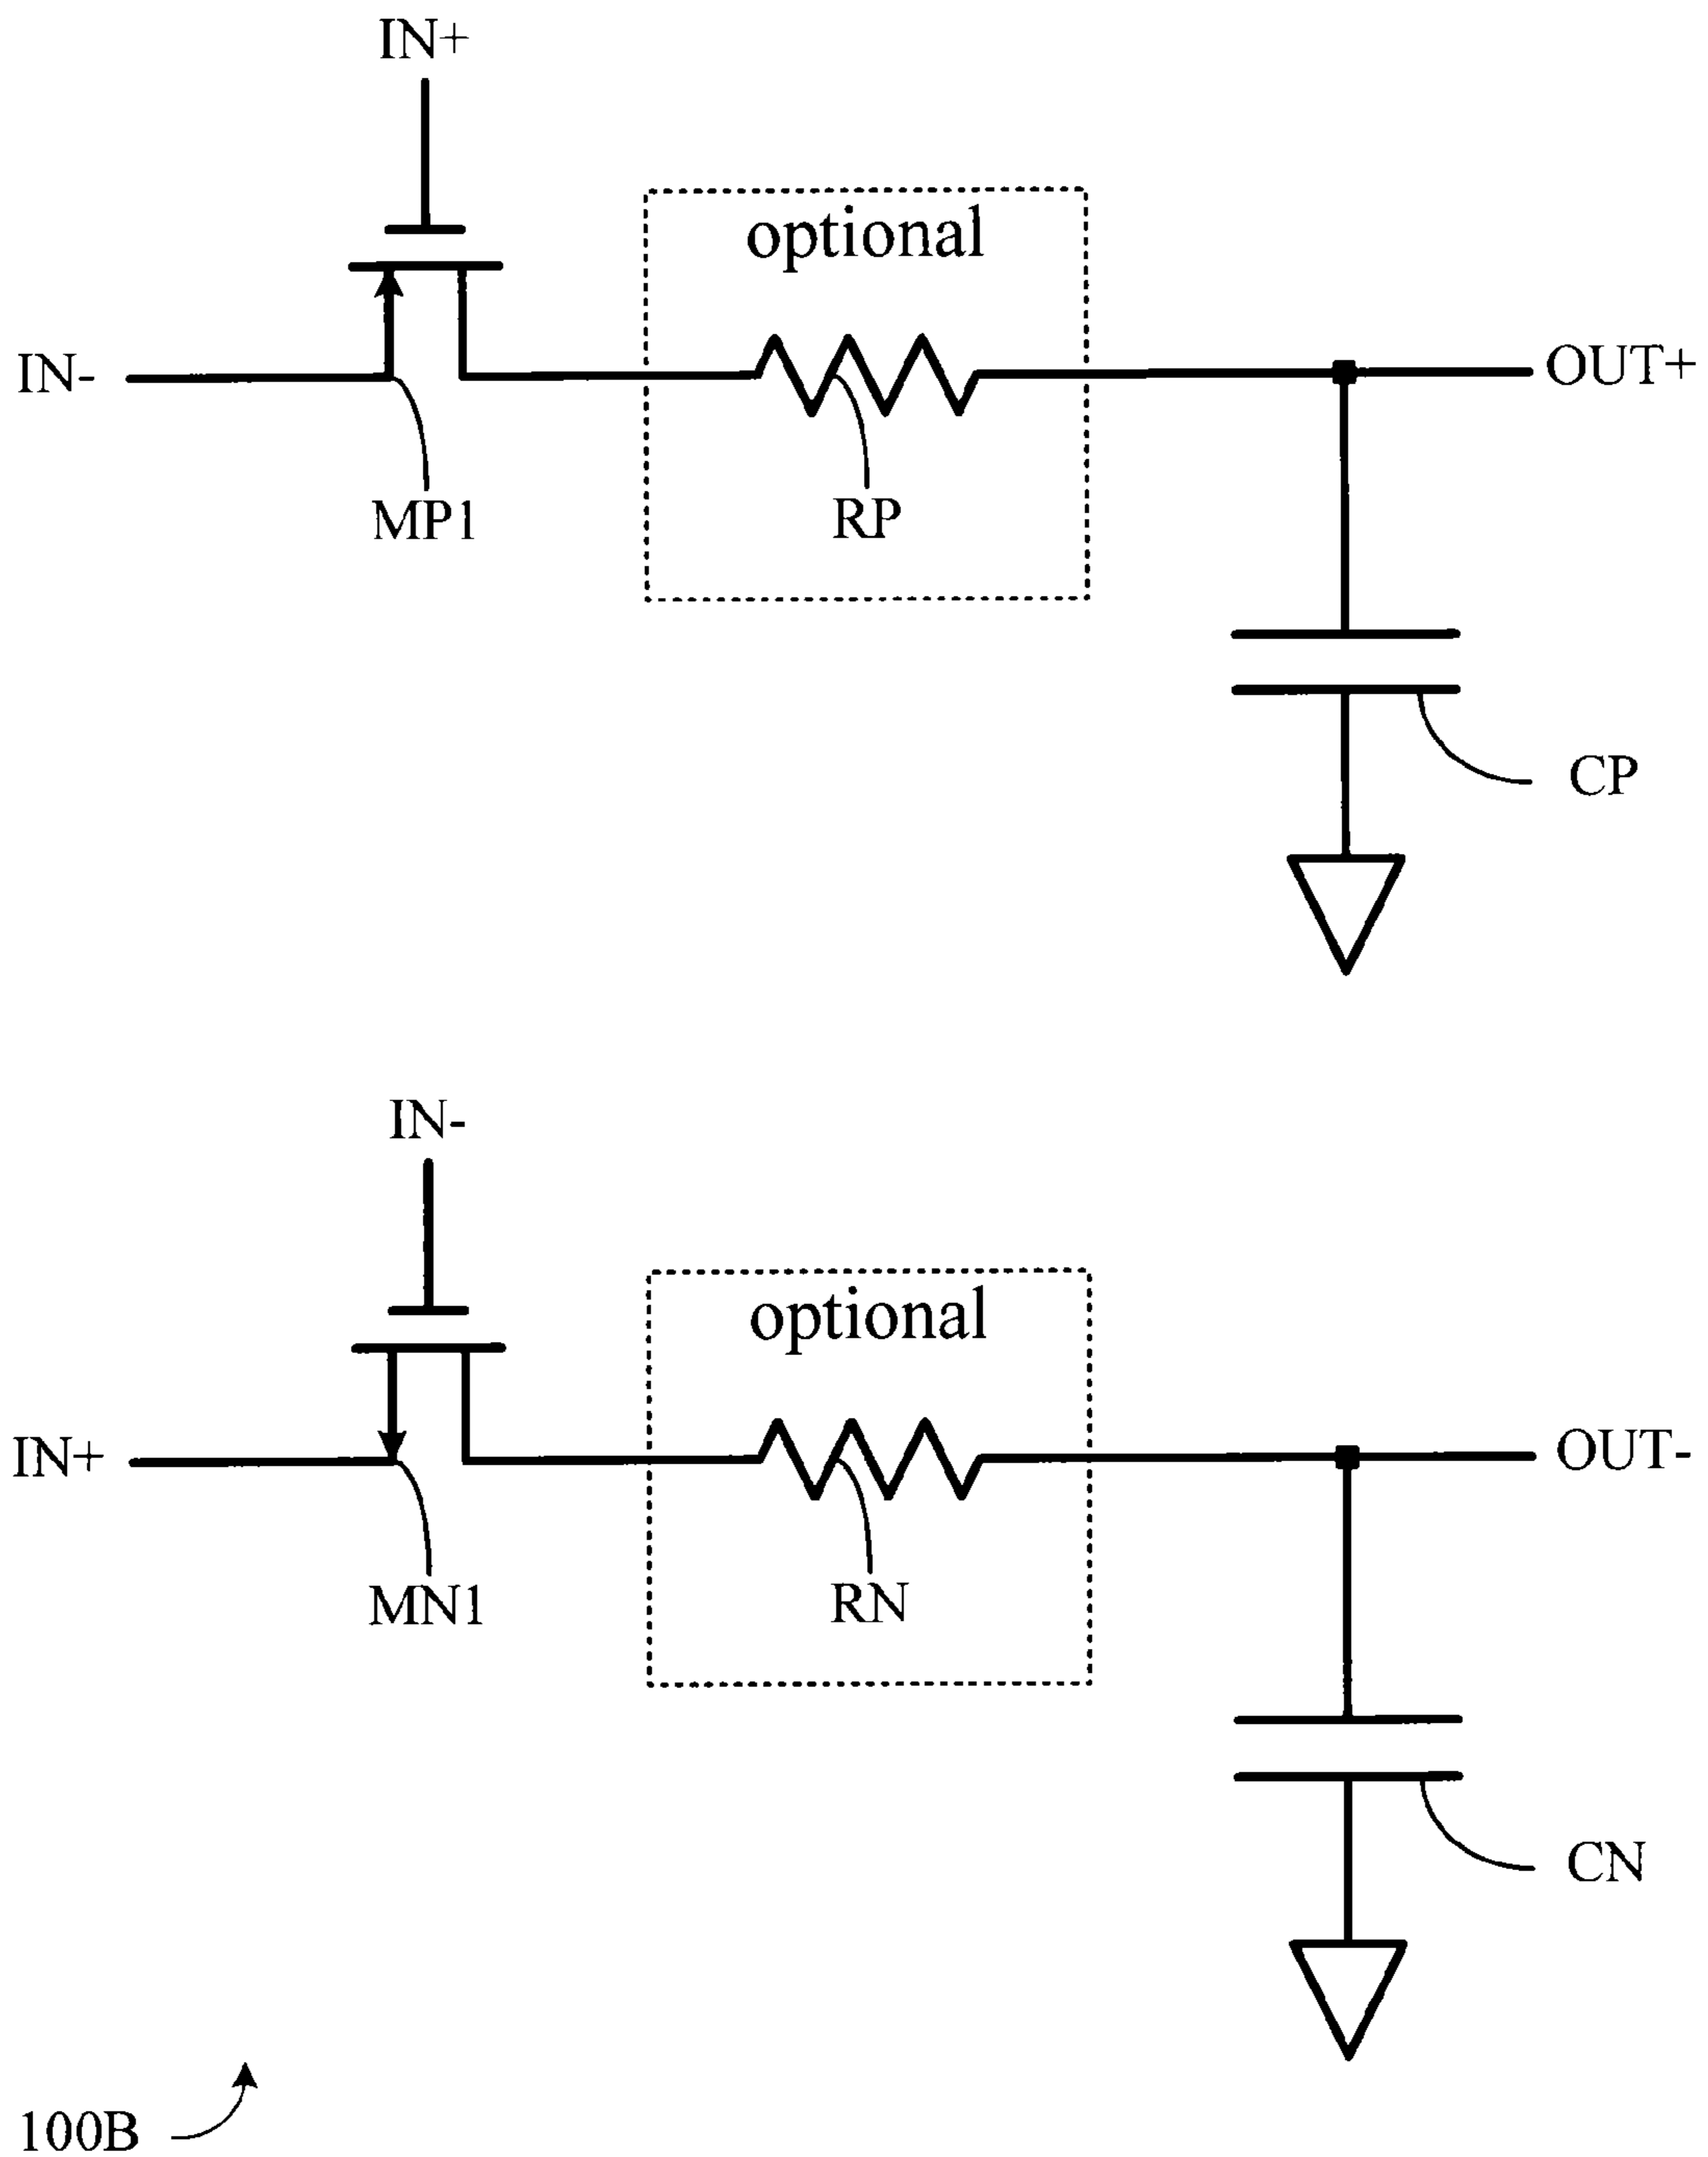 IN+
optional
IN-
OUT+
MP1
RP
CP
IN-
optional
IN+
OUT-
MN1
RN
CN
100B